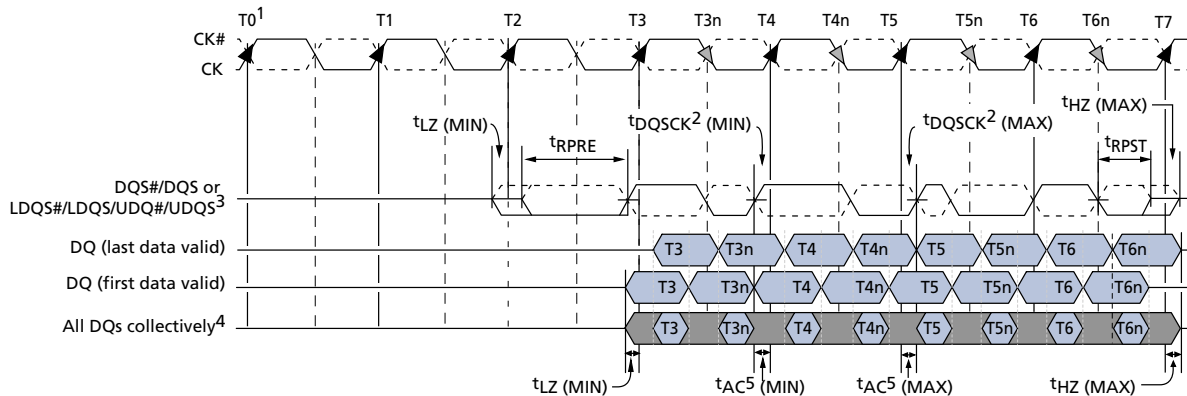 T0¹ T1 T2 T3 T3n T4 T4n T5 T5n T6 T6n T7
CK#
CK
tHZ (MAX)
tLZ (MIN) tDQSCK² (MIN) tDQSCK² (MAX)
tRPRE tRPST
DQS#/DQS or
LDQS#/LDQS/UDQ#/UDQS³
DQ (last data valid) T3 T3n T4 T4n T5 T5n T6 T6n
DQ (first data valid) T3 T3n T4 T4n T5 T5n T6 T6n
All DQs collectively⁴ T3 T3n T4 T4n T5 T5n T6 T6n
tLZ (MIN) tAC⁵ (MIN) tAC⁵ (MAX) tHZ (MAX)